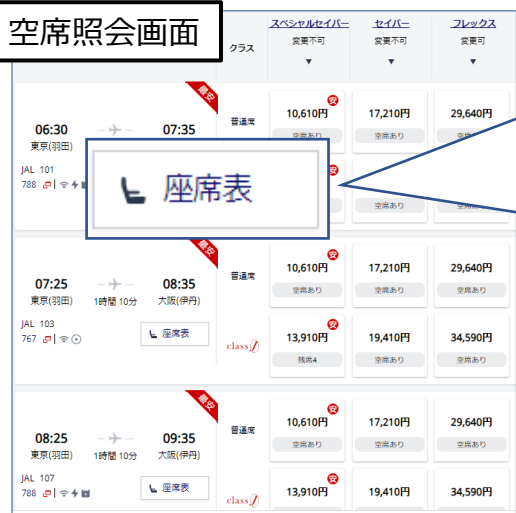 空席照会画面
クラス
スペシャルセイバー
変更不可
▼
セイバー
変更不可
▼
フレックス
変更可
▼
最安
06:30
東京(羽田)
07:35
JAL 101
788
座席表
普通席
安
10,610円
空席あり
17,210円
空席あり
29,640円
安
空席あり
最安
07:25
東京(羽田)
1時間 10分
08:35
大阪(伊丹)
JAL 103
767
座席表
普通席
安
10,610円
空席あり
17,210円
空席あり
29,640円
空席あり
class J
安
13,910円
残席4
19,410円
空席あり
34,590円
空席あり
最安
08:25
東京(羽田)
1時間 10分
09:35
大阪(伊丹)
JAL 107
788
座席表
普通席
安
10,610円
空席あり
17,210円
空席あり
29,640円
空席あり
class J
安
13,910円
19,410円
34,590円